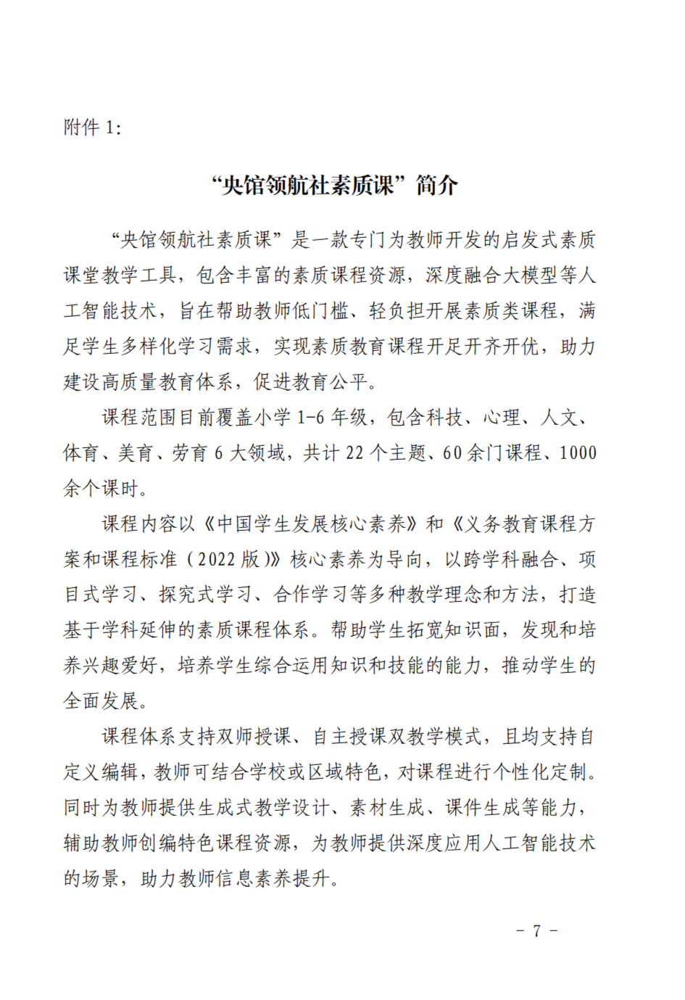 附件 1：
“央馆领航社素质课”简介
“央馆领航社素质课”是一款专门为教师开发的启发式素质
课堂教学工具，包含丰富的素质课程资源，深度融合大模型等人
工智能技术，旨在帮助教师低门槛、轻负担开展素质类课程，满
足学生多样化学习需求，实现素质教育课程开足开齐开优，助力
建设高质量教育体系，促进教育公平。
课程范围目前覆盖小学 1-6 年级，包含科技、心理、人文、
体育、美育、劳育 6 大领域，共计 22 个主题、60 余门课程、1000
余个课时。
课程内容以《中国学生发展核心素养》和《义务教育课程方
案和课程标准（2022 版）》核心素养为导向，以跨学科融合、项
目式学习、探究式学习、合作学习等多种教学理念和方法，打造
基于学科延伸的素质课程体系。帮助学生拓宽知识面，发现和培
养兴趣爱好，培养学生综合运用知识和技能的能力，推动学生的
全面发展。
课程体系支持双师授课、自主授课双教学模式，且均支持自
定义编辑，教师可结合学校或区域特色，对课程进行个性化定制。
同时为教师提供生成式教学设计、素材生成、课件生成等能力，
辅助教师创编特色课程资源，为教师提供深度应用人工智能技术
的场景，助力教师信息素养提升。
- 7 -